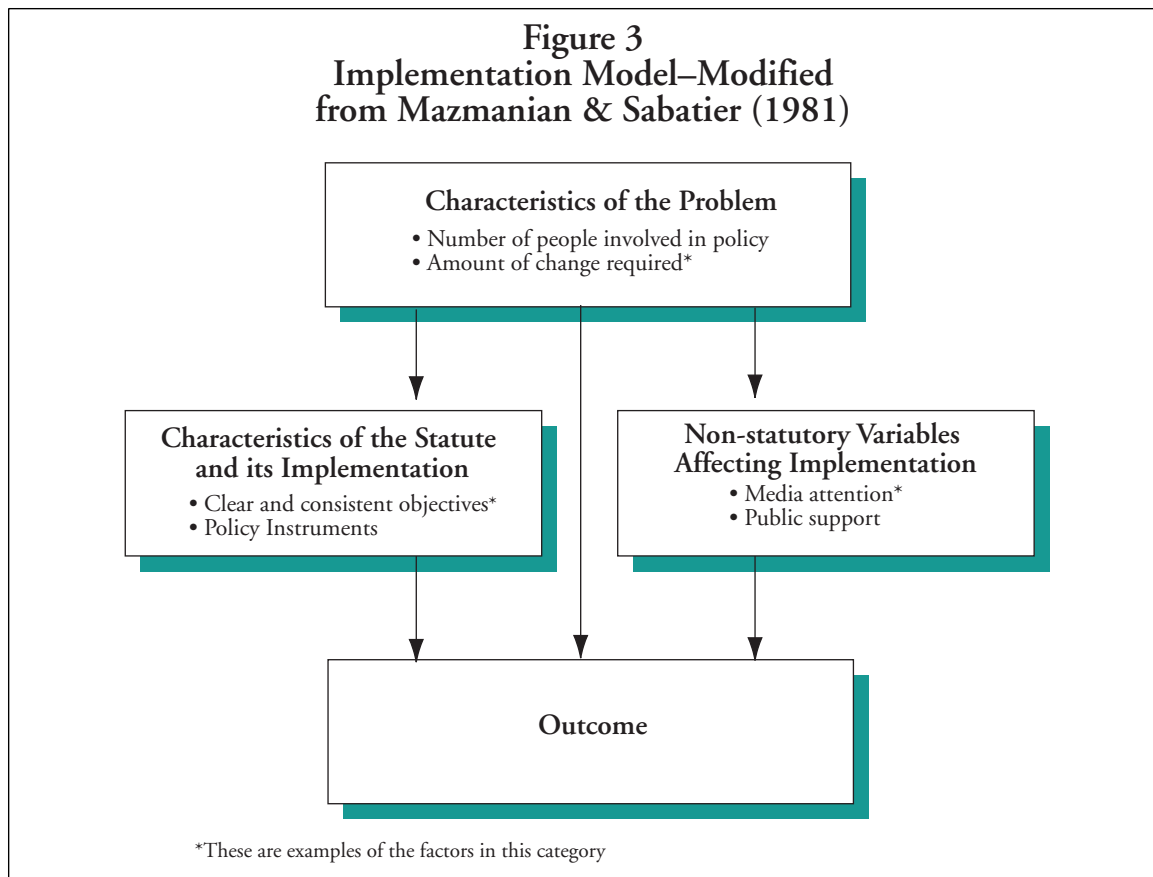 Figure 3
Implementation Model–Modified
from Mazmanian & Sabatier (1981)
Characteristics of the Problem
• Number of people involved in policy
• Amount of change required*
Characteristics of the Statute
and its Implementation
• Clear and consistent objectives*
• Policy Instruments
Non-statutory Variables
Affecting Implementation
• Media attention*
• Public support
Outcome
*These are examples of the factors in this category